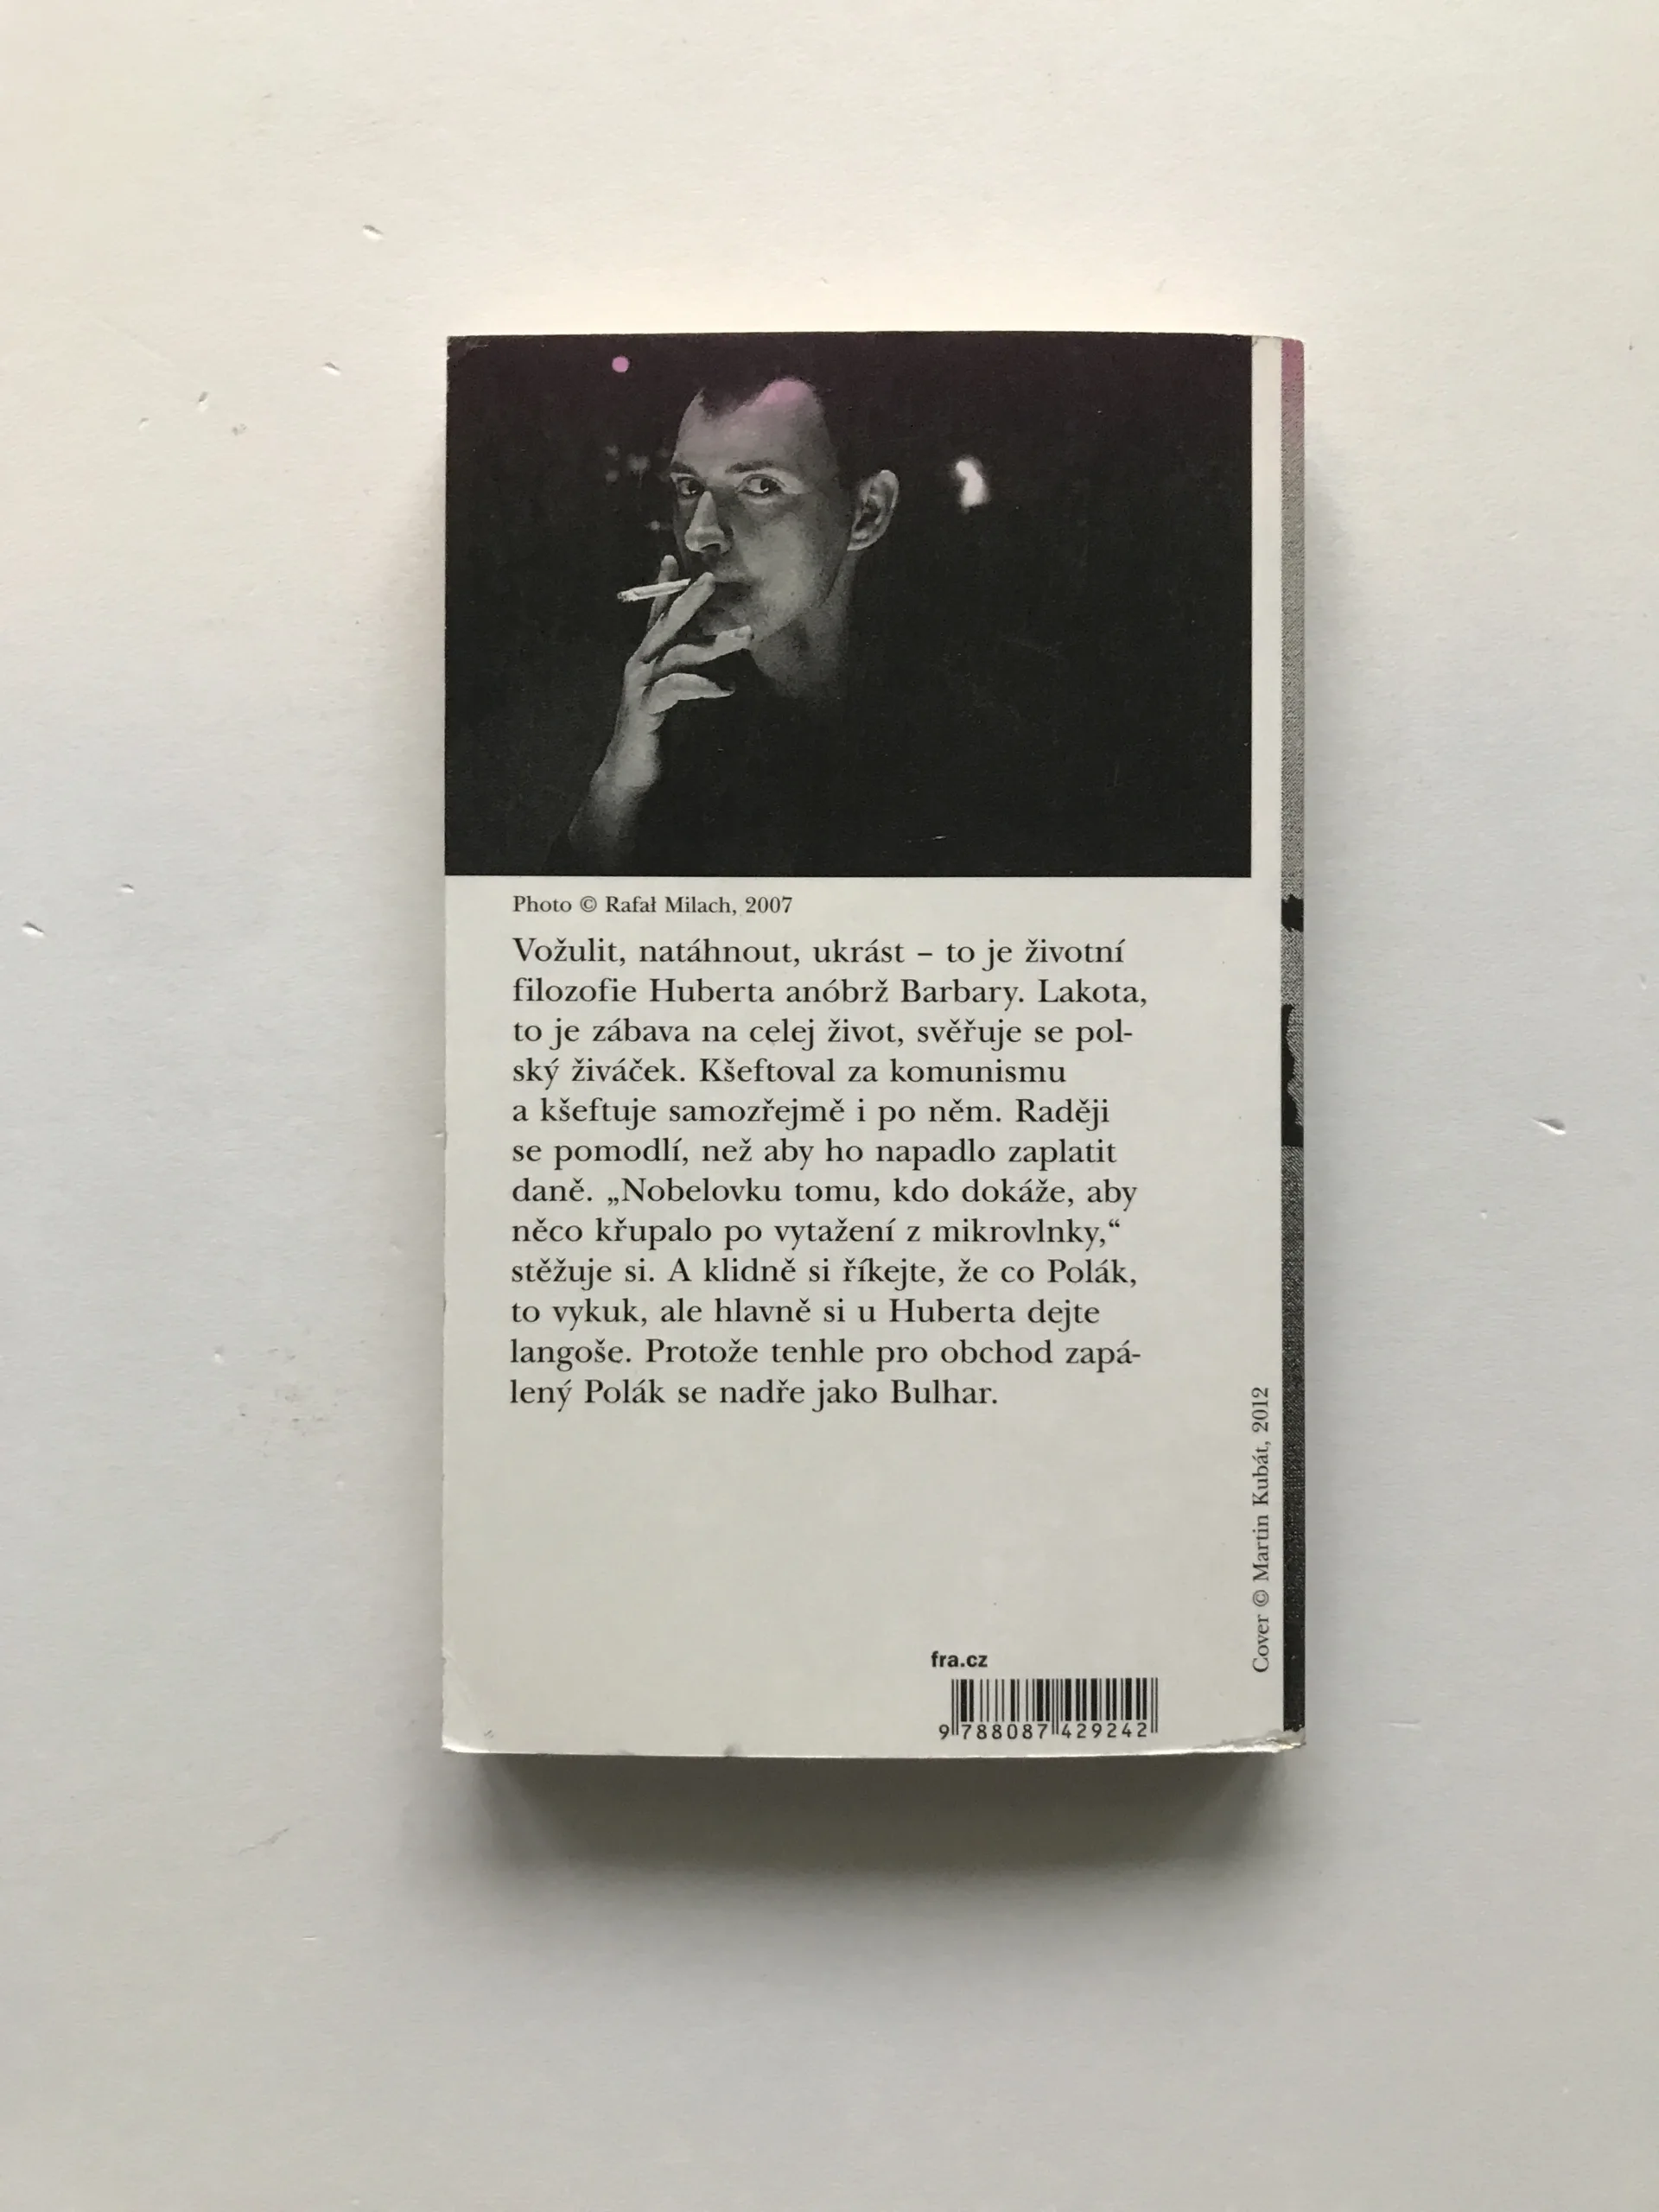 Photo © Rafał Milach, 2007
Vožulit, natáhnout, ukrást – to je životní
filozofie Huberta anóbrž Barbary. Lakota,
to je zábava na celej život, svěřuje se pol-
ský živáček. Kšeftoval za komunismu
a kšeftuje samozřejmě i po něm. Raději
se pomodlí, než aby ho napadlo zaplatit
daně. „Nobelovku tomu, kdo dokáže, aby
něco křupalo po vytažení z mikrovlnky,“
stěžuje si. A klidně si říkejte, že co Polák,
to vykuk, ale hlavně si u Huberta dejte
langoše. Protože tenhle pro obchod zapá-
lený Polák se nadře jako Bulhar.
Cover © Martin Kubát, 2012
fra.cz
9 788087 429242